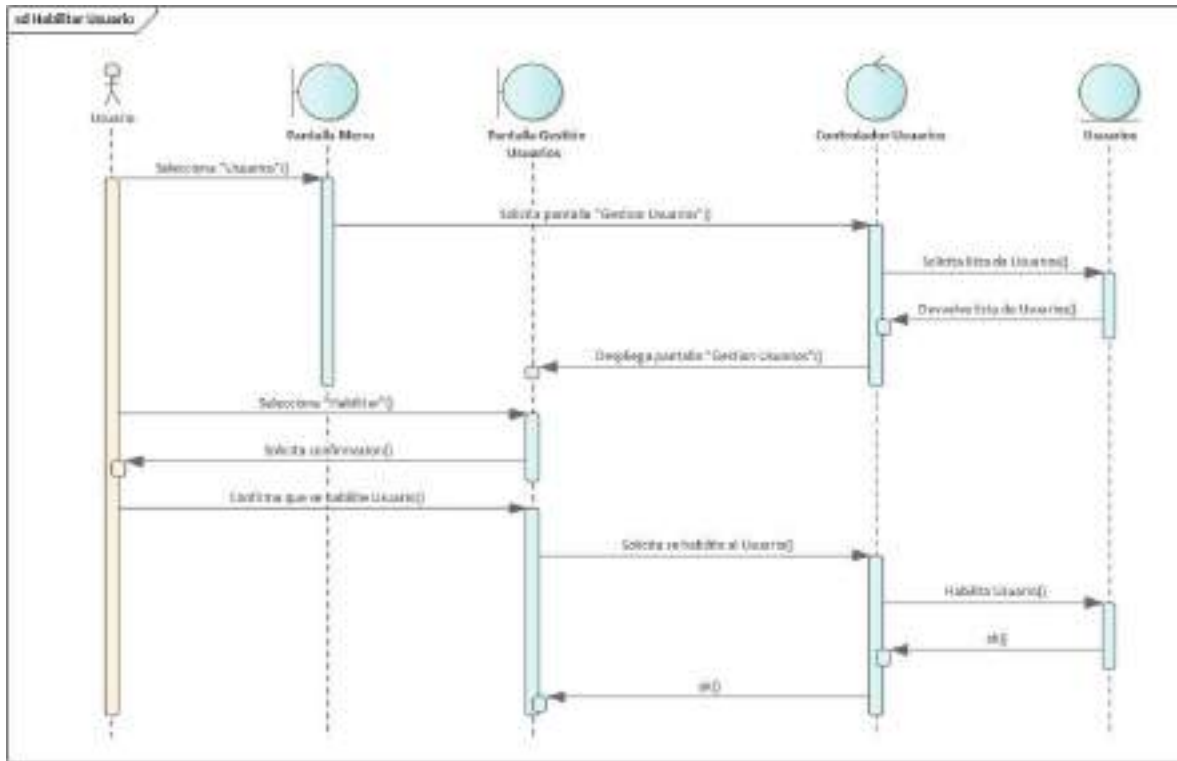 sd Habilitar Usuario
Usuario
Pantalla Menu
Pantalla Gestión
Usuarios
Controlador Usuarios
Usuarios
Selecciona "Usuarios"()
Solicita pantalla "Gestion Usuarios"()
Solicita lista de Usuarios()
Devuelve lista de Usuarios()
Despliega pantalla "Gestion Usuarios"()
Selecciona "Habilitar"()
Solicita confirmacion()
Confirma que se habilite Usuario()
Solicita se habilite al Usuario()
Habilita Usuario()
ok()
ok()